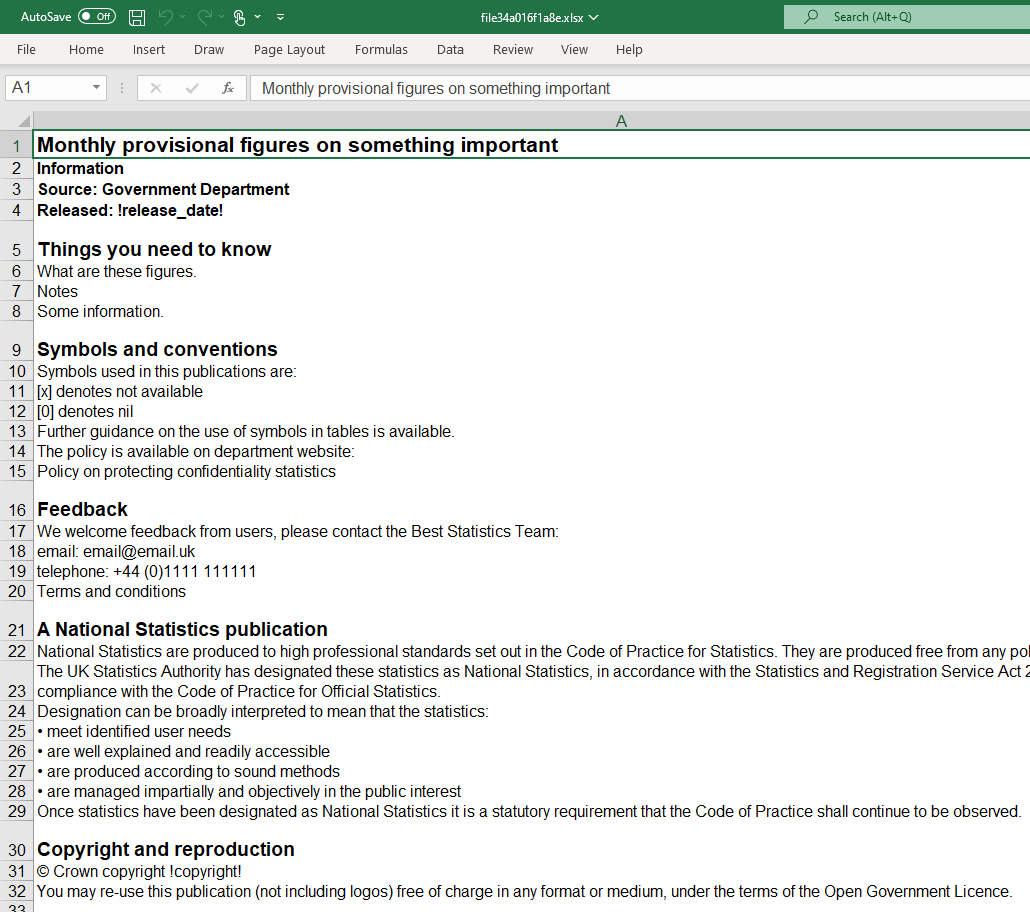 AutoSave Off file34a016f1a8e.xlsx Search (Alt+Q)
File Home Insert Draw Page Layout Formulas Data Review View Help
A1 fx Monthly provisional figures on something important
A
1 Monthly provisional figures on something important
2 Information
3 Source: Government Department
4 Released: !release_date!
5 Things you need to know
6 What are these figures.
7 Notes
8 Some information.
9 Symbols and conventions
10 Symbols used in this publications are:
11 [x] denotes not available
12 [0] denotes nil
13 Further guidance on the use of symbols in tables is available.
14 The policy is available on department website:
15 Policy on protecting confidentiality statistics
16 Feedback
17 We welcome feedback from users, please contact the Best Statistics Team:
18 email: email@email.uk
19 telephone: +44 (0)1111 111111
20 Terms and conditions
21 A National Statistics publication
22 National Statistics are produced to high professional standards set out in the Code of Practice for Statistics. They are produced free from any
The UK Statistics Authority has designated these statistics as National Statistics, in accordance with the Statistics and Registration Service Act
23 compliance with the Code of Practice for Official Statistics.
24 Designation can be broadly interpreted to mean that the statistics:
25 • meet identified user needs
26 • are well explained and readily accessible
27 • are produced according to sound methods
28 • are managed impartially and objectively in the public interest
29 Once statistics have been designated as National Statistics it is a statutory requirement that the Code of Practice shall continue to be observed.
30 Copyright and reproduction
31 © Crown copyright !copyright!
32 You may re-use this publication (not including logos) free of charge in any format or medium, under the terms of the Open Government Licence.
33